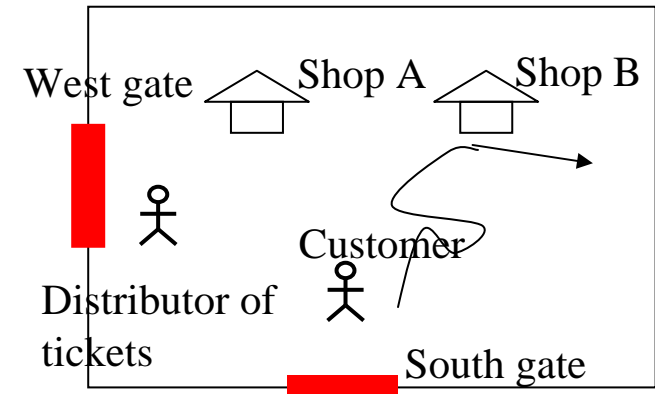 West gate
Shop A
Shop B
Customer
Distributor of
tickets
South gate